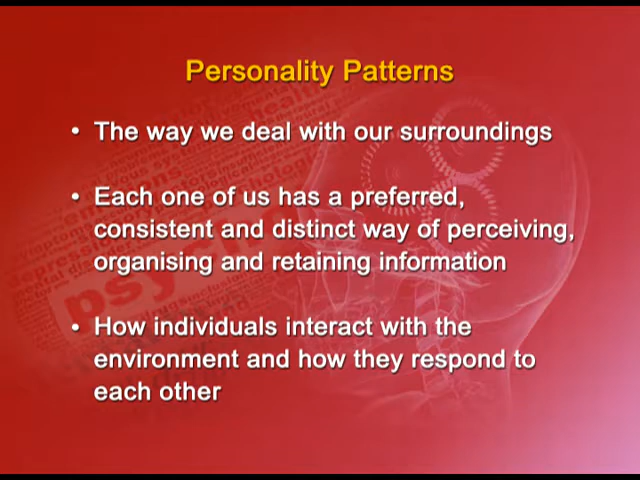 Personality Patterns
• The way we deal with our surroundings
• Each one of us has a preferred,
consistent and distinct way of perceiving,
organising and retaining information
• How individuals interact with the
environment and how they respond to
each other